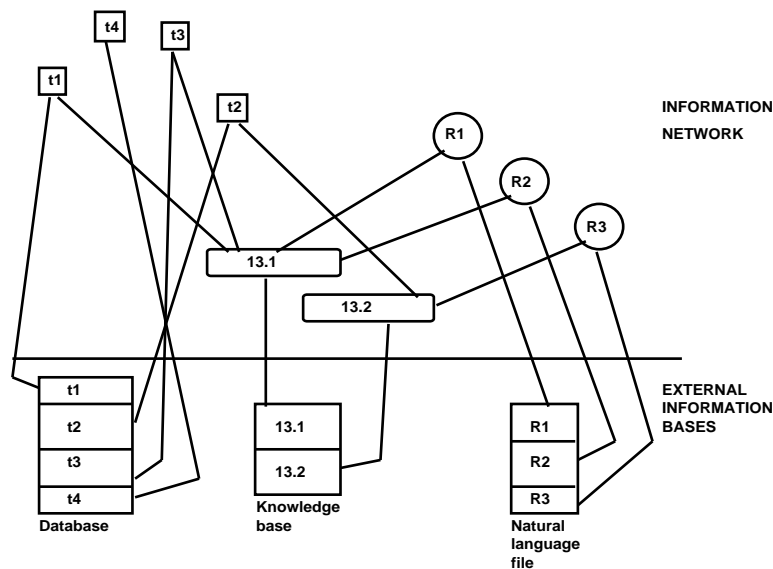 t4
t3
t1
t2
R1
R2
R3
INFORMATION
NETWORK
13.1
13.2
t1
t2
t3
t4
Database
13.1
13.2
Knowledge
base
R1
R2
R3
Natural
language
file
EXTERNAL
INFORMATION
BASES